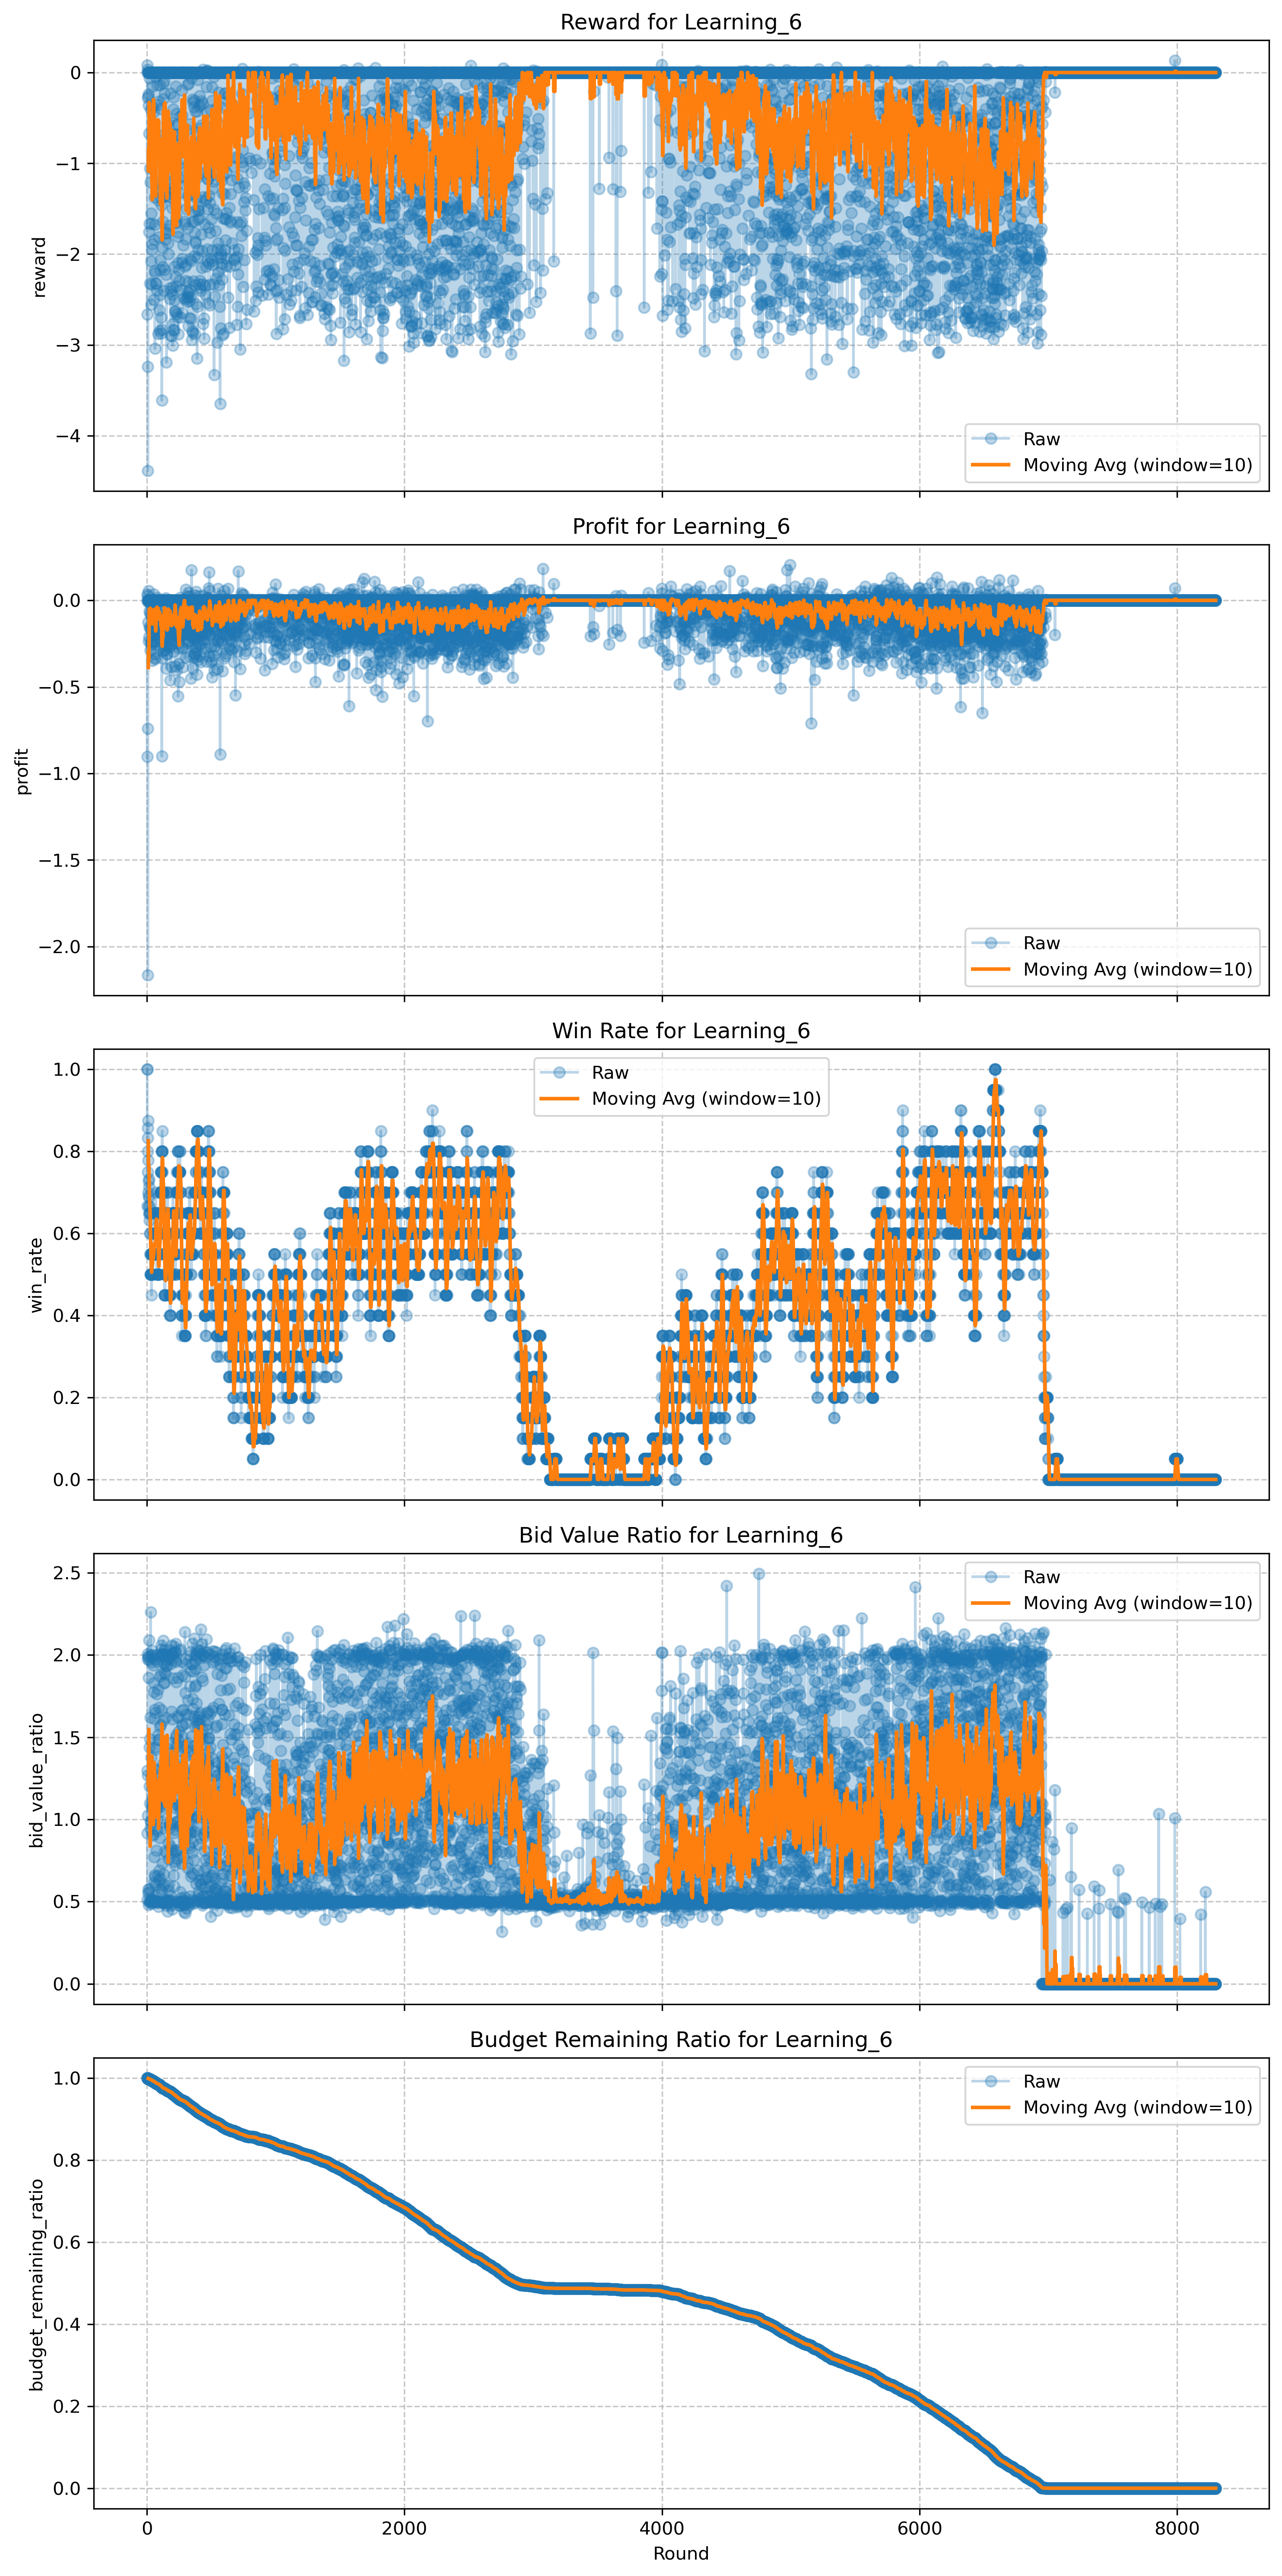 Reward for Learning_6
0
−1
−2
−3
−4
reward
Raw
Moving Avg (window=10)
Profit for Learning_6
0.0
−0.5
−1.0
−1.5
−2.0
profit
Raw
Moving Avg (window=10)
Win Rate for Learning_6
1.0
0.8
0.6
0.4
0.2
0.0
win_rate
Raw
Moving Avg (window=10)
Bid Value Ratio for Learning_6
2.5
2.0
1.5
1.0
0.5
0.0
bid_value_ratio
Raw
Moving Avg (window=10)
Budget Remaining Ratio for Learning_6
1.0
0.8
0.6
0.4
0.2
0.0
budget_remaining_ratio
Raw
Moving Avg (window=10)
0 2000 4000 6000 8000
Round